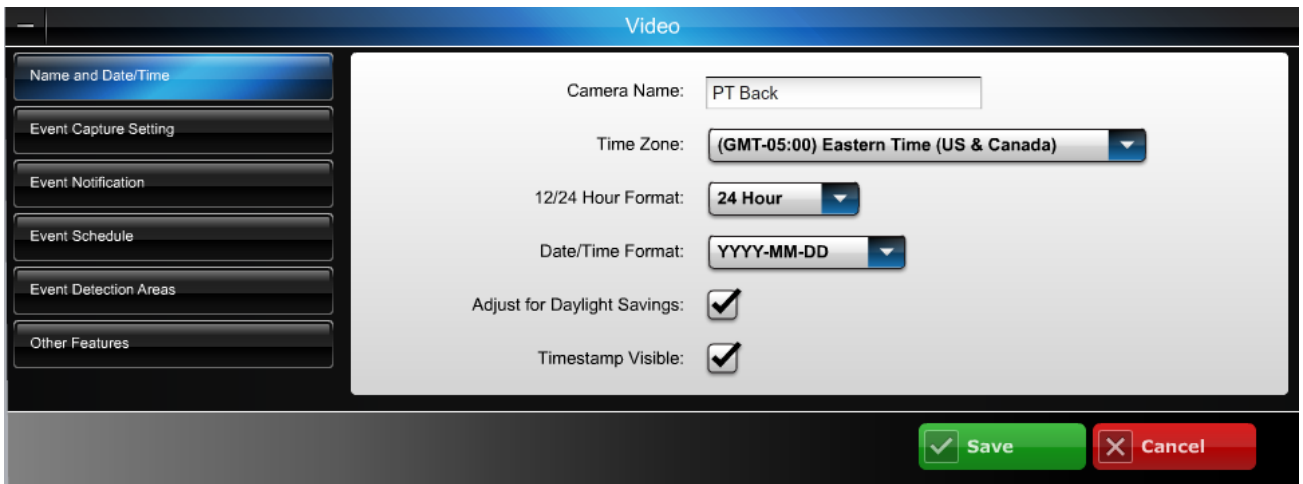 Video
Name and Date/Time
Event Capture Setting
Event Notification
Event Schedule
Event Detection Areas
Other Features
Camera Name: PT Back
Time Zone: (GMT-05:00) Eastern Time (US & Canada)
12/24 Hour Format: 24 Hour
Date/Time Format: YYYY-MM-DD
Adjust for Daylight Savings:
Timestamp Visible:
Save Cancel